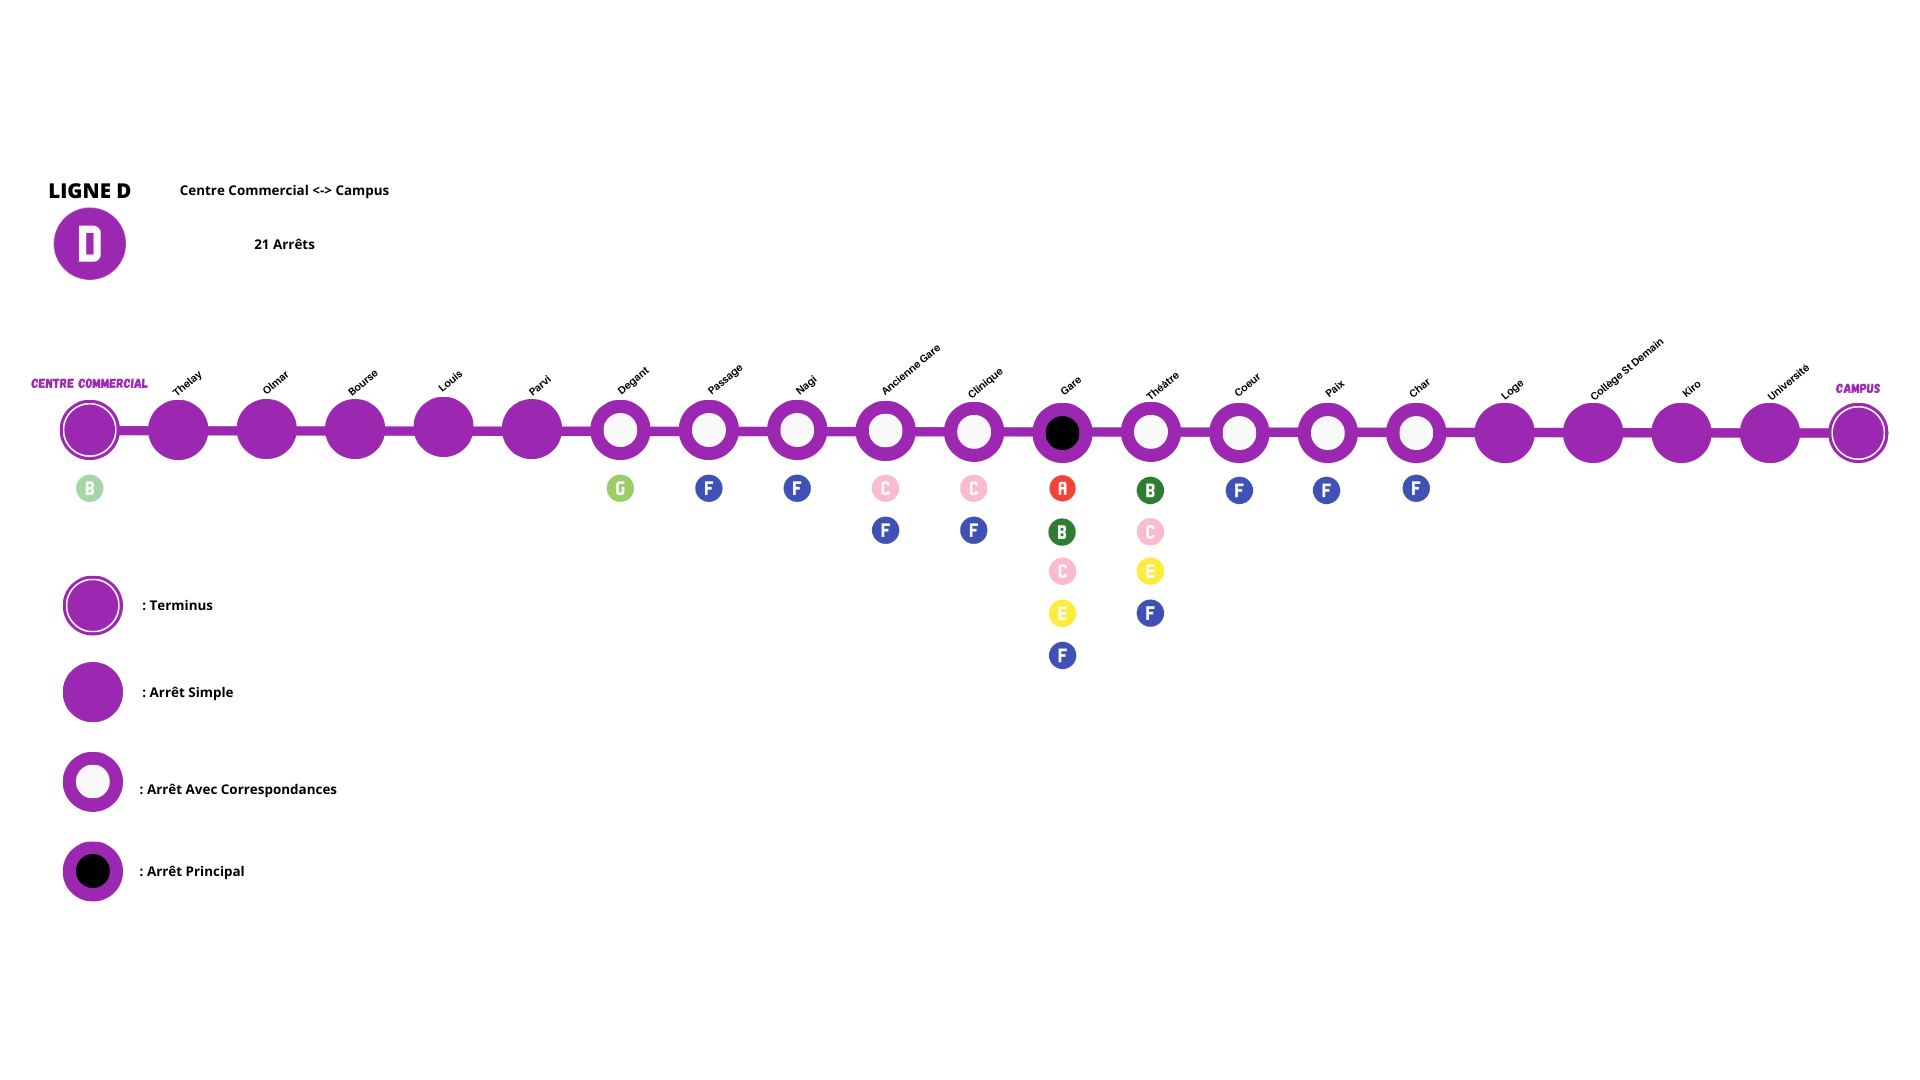 LIGNE D
Centre Commercial <-> Campus
D
21 Arrêts
CENTRE COMMERCIAL
Thelay
Olmar
Bourse
Louis
Parvi
Degant
Passage
Nagi
Ancienne Gare
Clinique
Gare
Théâtre
Coeur
Paix
Char
Loge
Collège St Demain
Kiro
Université
CAMPUS
B
G
F
F
C
F
C
F
A
B
C
E
F
B
C
E
F
F
F
F
: Terminus
: Arrêt Simple
: Arrêt Avec Correspondances
: Arrêt Principal